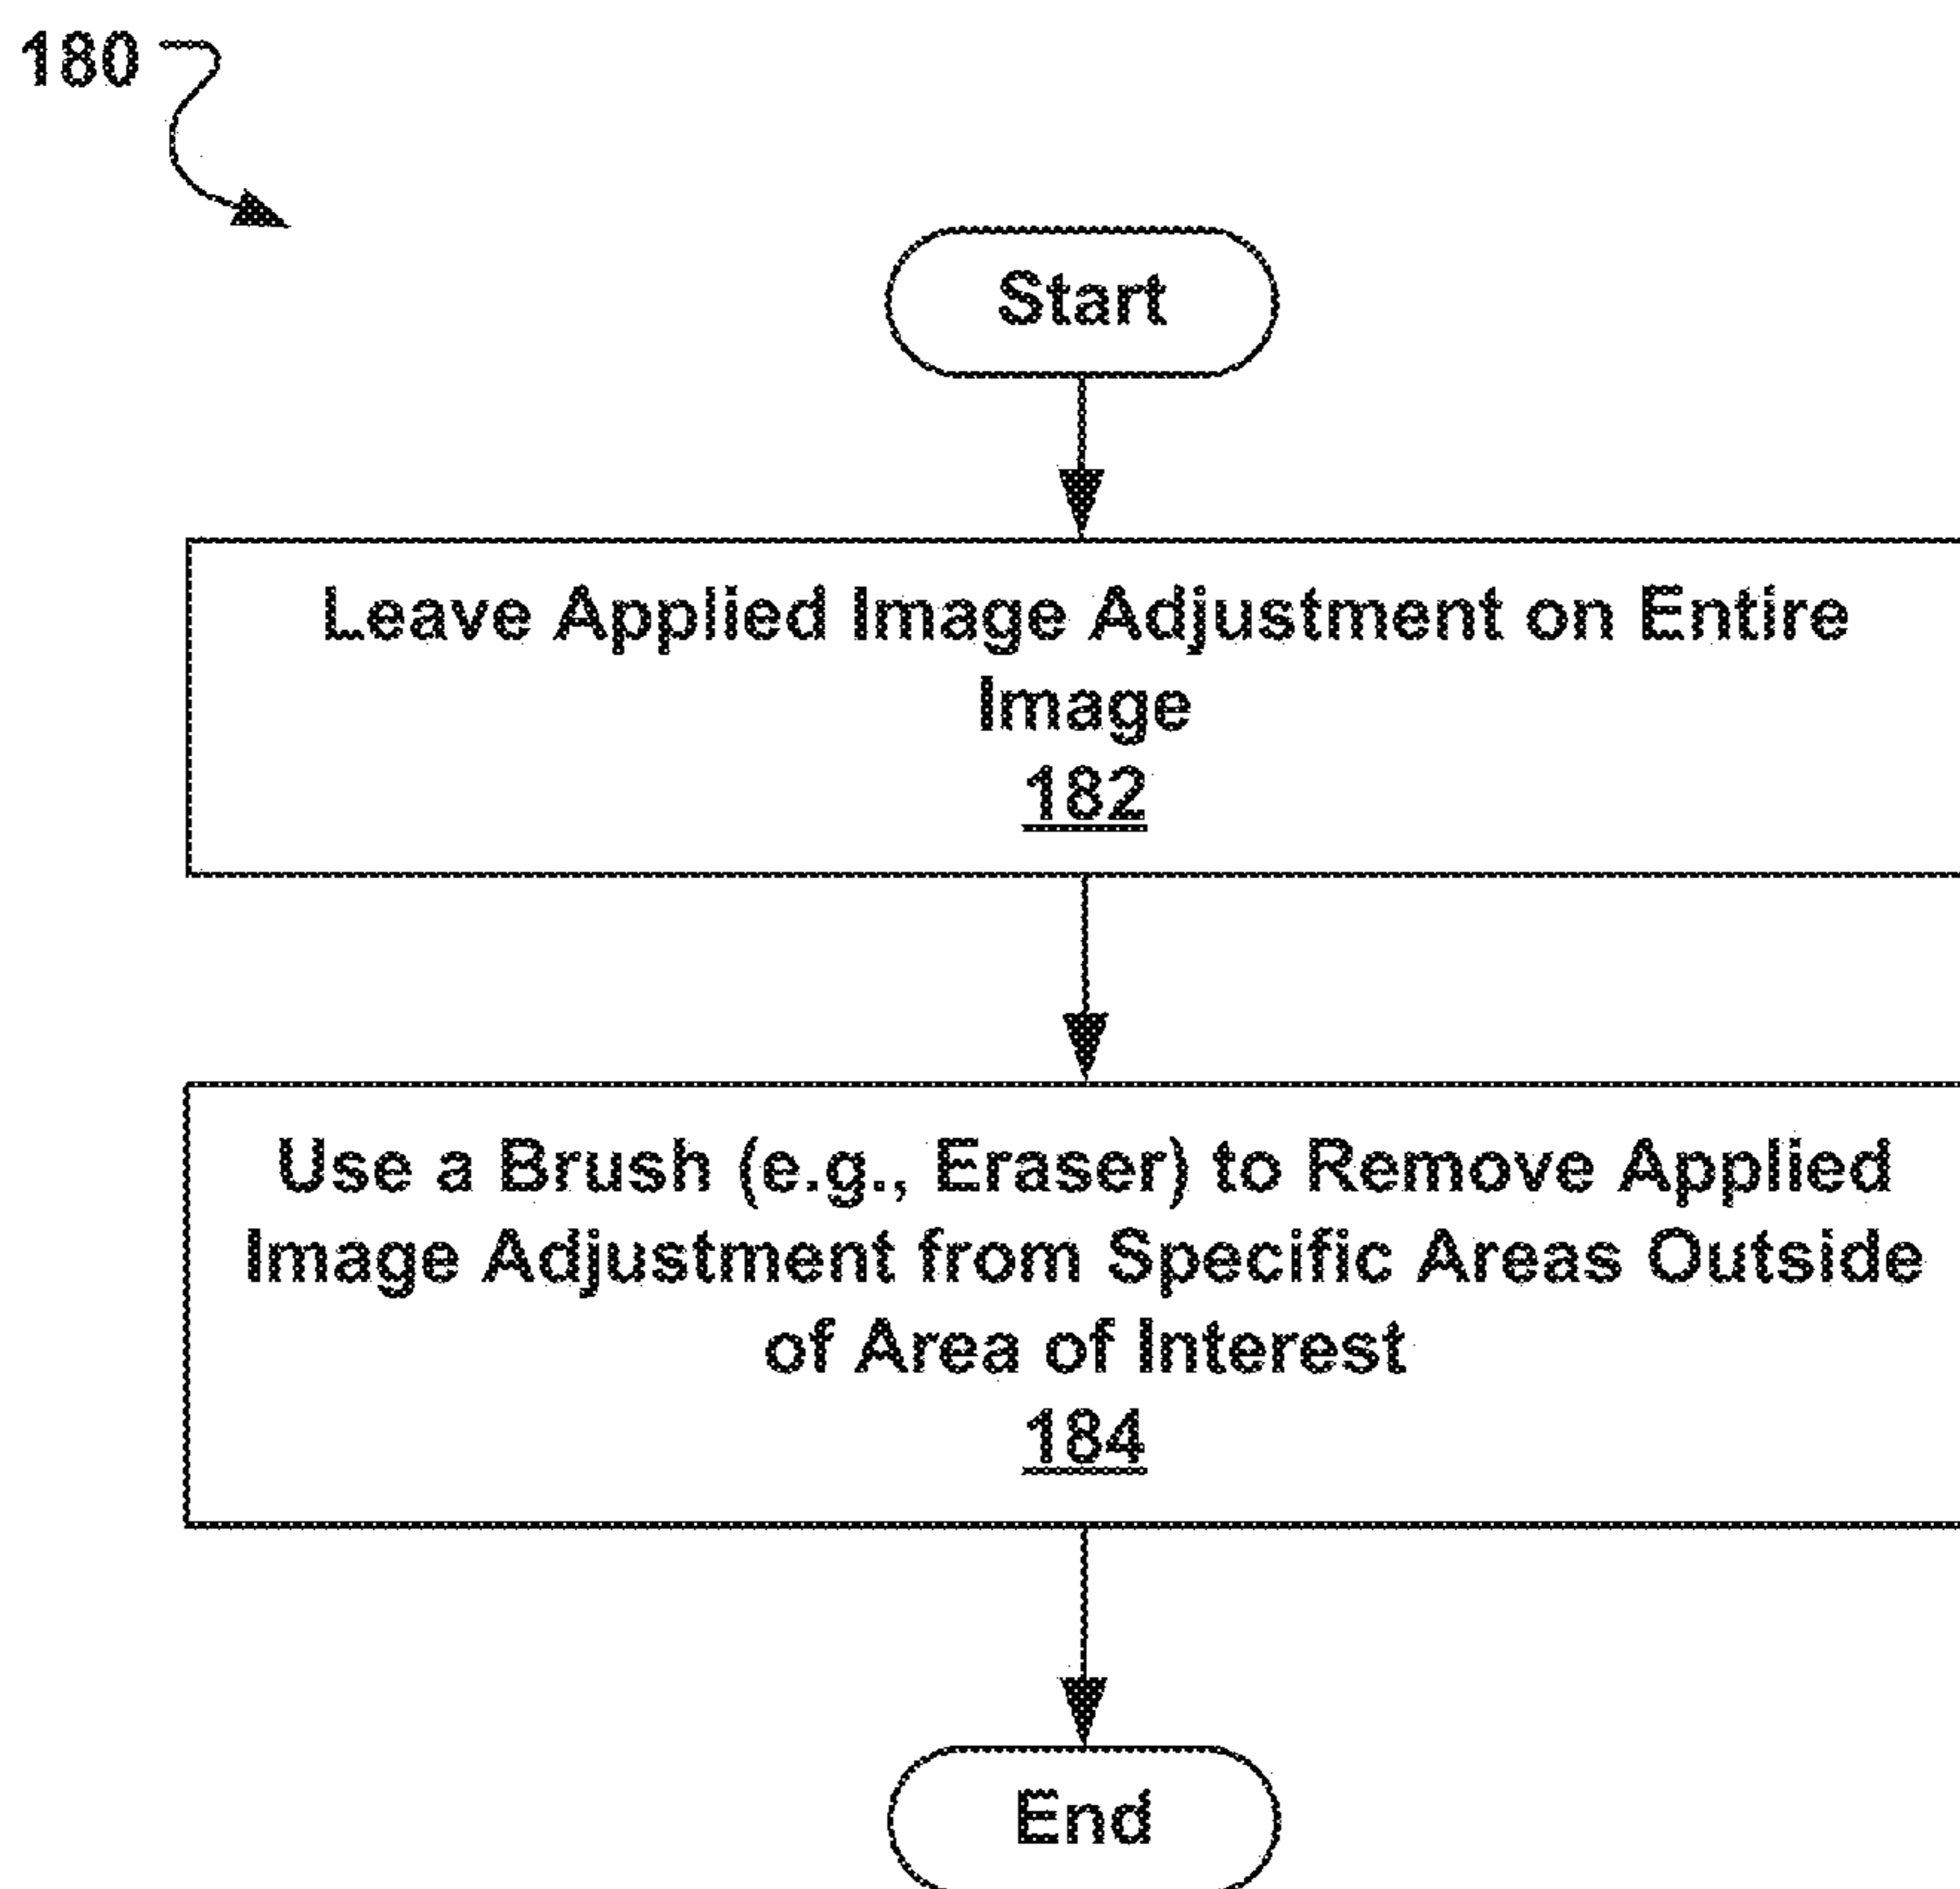 180
Start
Leave Applied Image Adjustment on Entire
Image
182
Use a Brush (e.g., Eraser) to Remove Applied
Image Adjustment from Specific Areas Outside
of Area of Interest
184
End